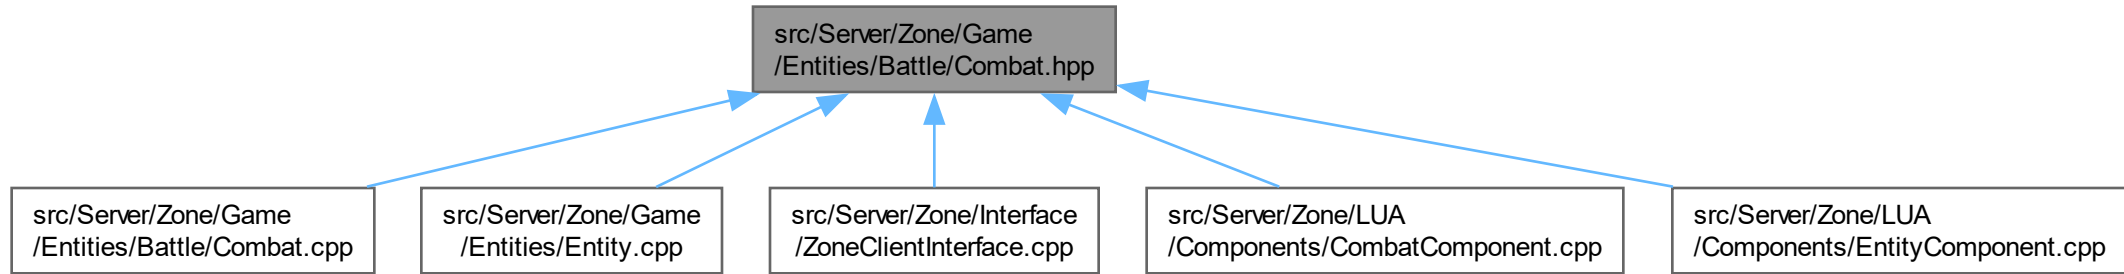 src/Server/Zone/Game
/Entities/Battle/Combat.hpp
src/Server/Zone/Game
/Entities/Battle/Combat.cpp
src/Server/Zone/Game
/Entities/Entity.cpp
src/Server/Zone/Interface
/ZoneClientInterface.cpp
src/Server/Zone/LUA
/Components/CombatComponent.cpp
src/Server/Zone/LUA
/Components/EntityComponent.cpp